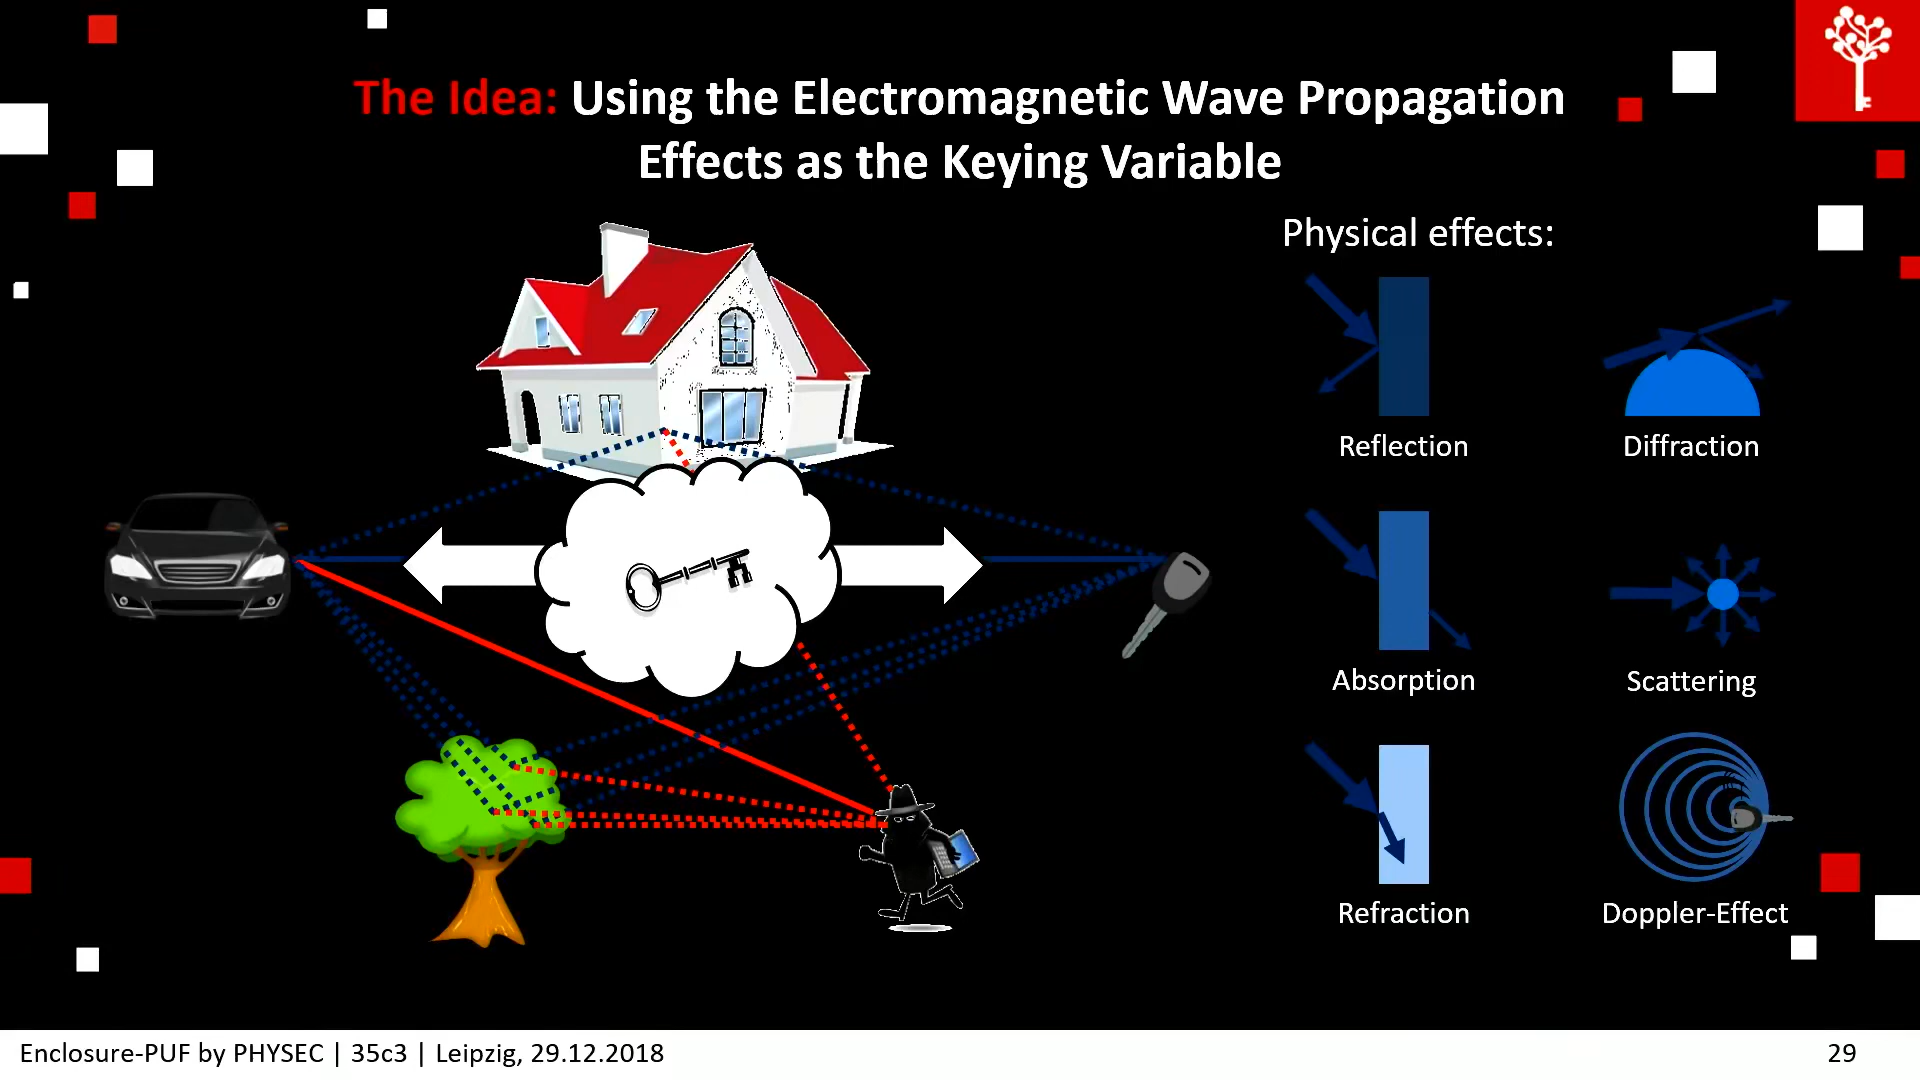 The Idea: Using the Electromagnetic Wave Propagation
Effects as the Keying Variable
Physical effects:
Reflection
Diffraction
Absorption
Scattering
Refraction
Doppler-Effect
Enclosure-PUF by PHYSEC | 35c3 | Leipzig, 29.12.2018
29